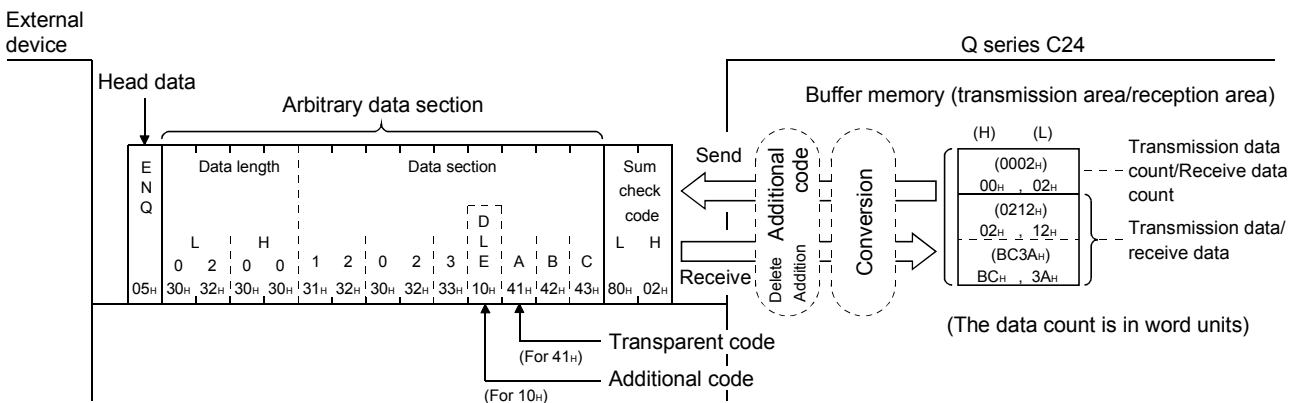 External
device
Q series C24
Head data
Arbitrary data section
Buffer memory (transmission area/reception area)
(H) (L)
E
N
Q
Data length
Data section
Sum
check
code
Send
Additional code
Delete Addition
Conversion
(0002H)
00H , 02H
Transmission data
count/Receive data
count
(0212H)
02H , 12H
(BC3AH)
BCH , 3AH
Transmission data/
receive data
D
L
E
L H
L H
0 2 0 0 1 2 0 2 3 A B C
Receive
05H 30H 32H 30H 30H 31H 32H 30H 32H 33H 10H 41H 42H 43H 80H 02H
(The data count is in word units)
Transparent code
(For 41H)
Additional code
(For 10H)